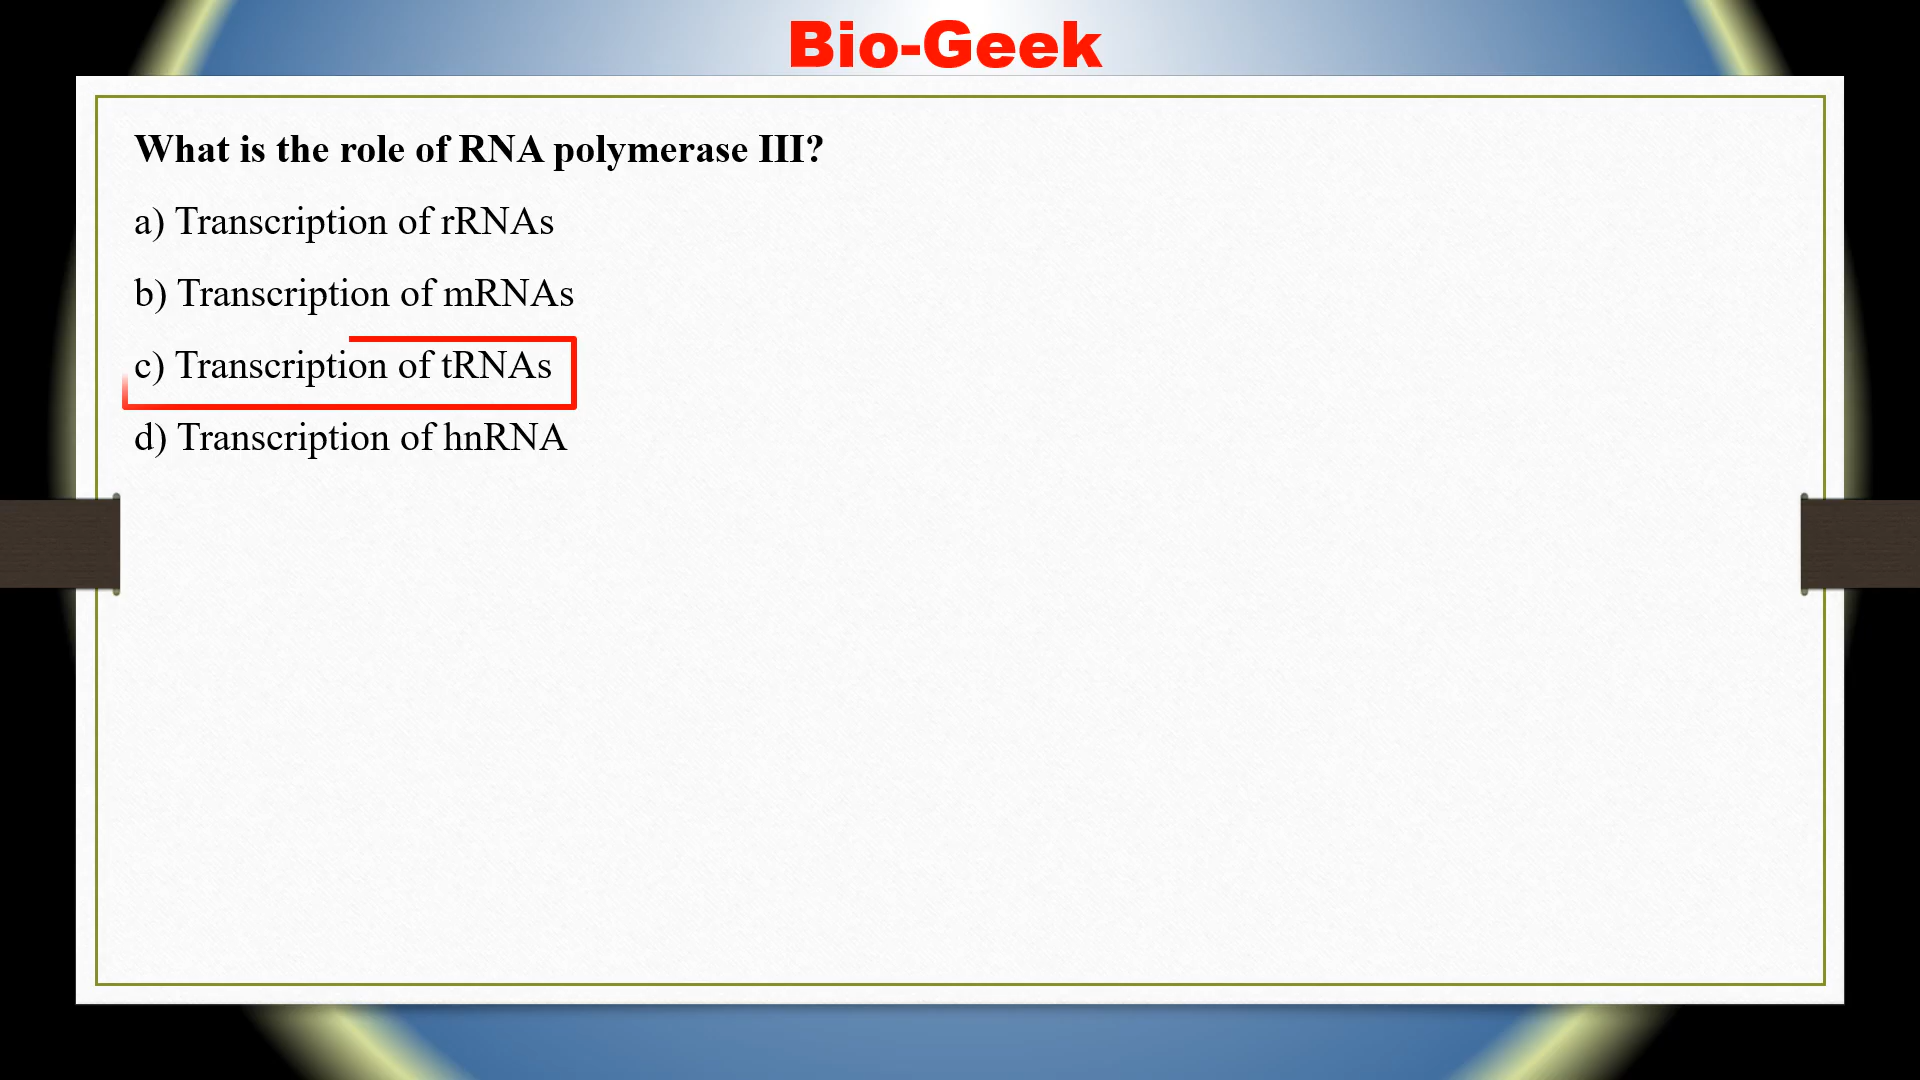 Bio-Geek
What is the role of RNA polymerase III?
a) Transcription of rRNAs
b) Transcription of mRNAs
c) Transcription of tRNAs
d) Transcription of hnRNA